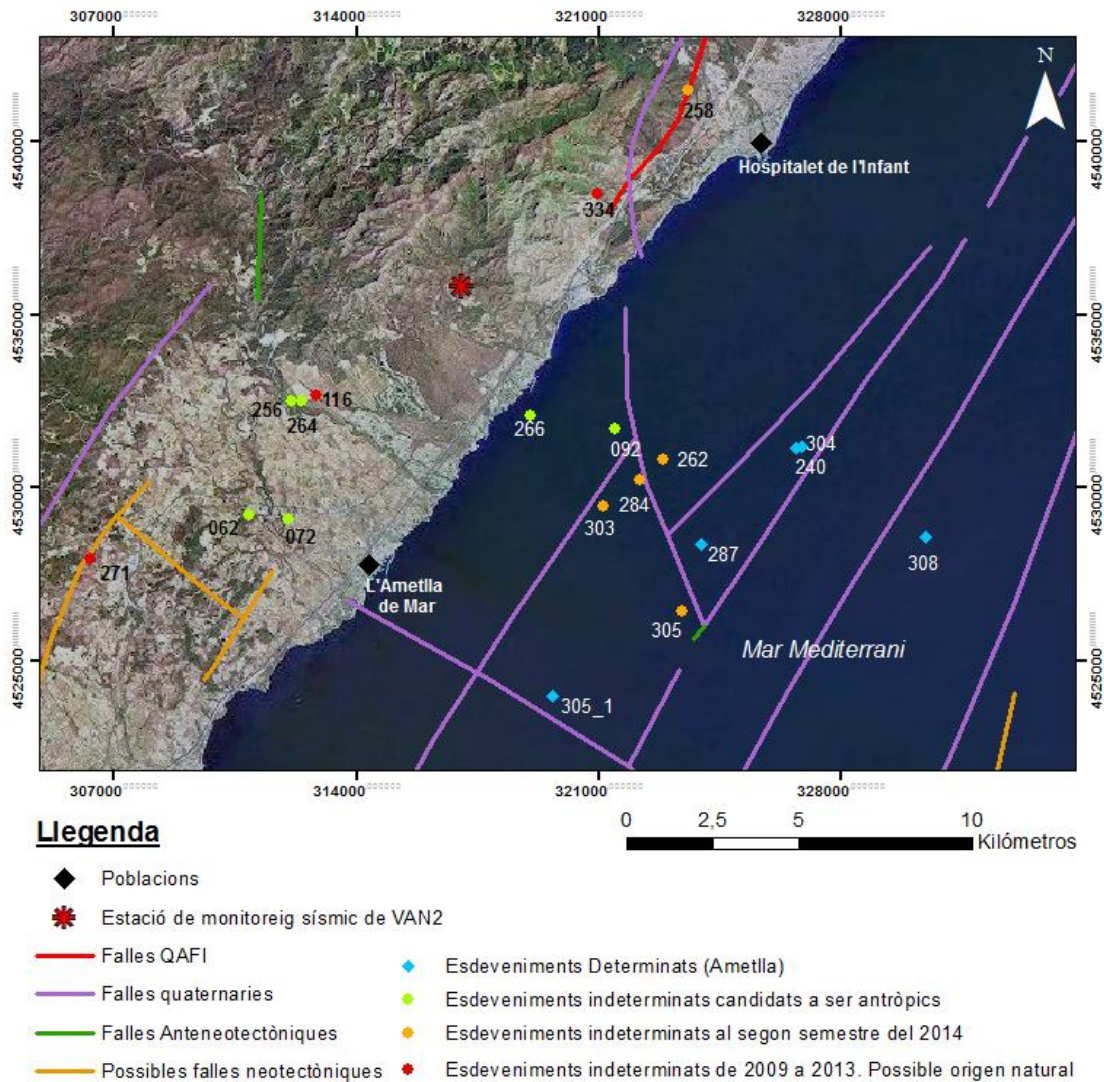 307000
314000
321000
328000
N
4540000
4535000
4530000
4525000
4540000
4535000
4530000
4525000
258
Hospitalet de l'Infant
334
256
264
116
266
092
262
304
240
284
303
062
072
287
308
271
L'Ametlla
de Mar
305
Mar Mediterrani
305_1
307000
314000
321000
328000
Llegenda
0 2,5 5 10
Kilómetros
Poblacions
Estació de monitoreig sísmic de VAN2
Falles QAFI
Falles quaternaries
Falles Anteneotectòniques
Possibles falles neotectòniques
Esdeveniments Determinats (Ametlla)
Esdeveniments indeterminats candidats a ser antròpics
Esdeveniments indeterminats al segon semestre del 2014
Esdeveniments indeterminats de 2009 a 2013. Possible origen natural